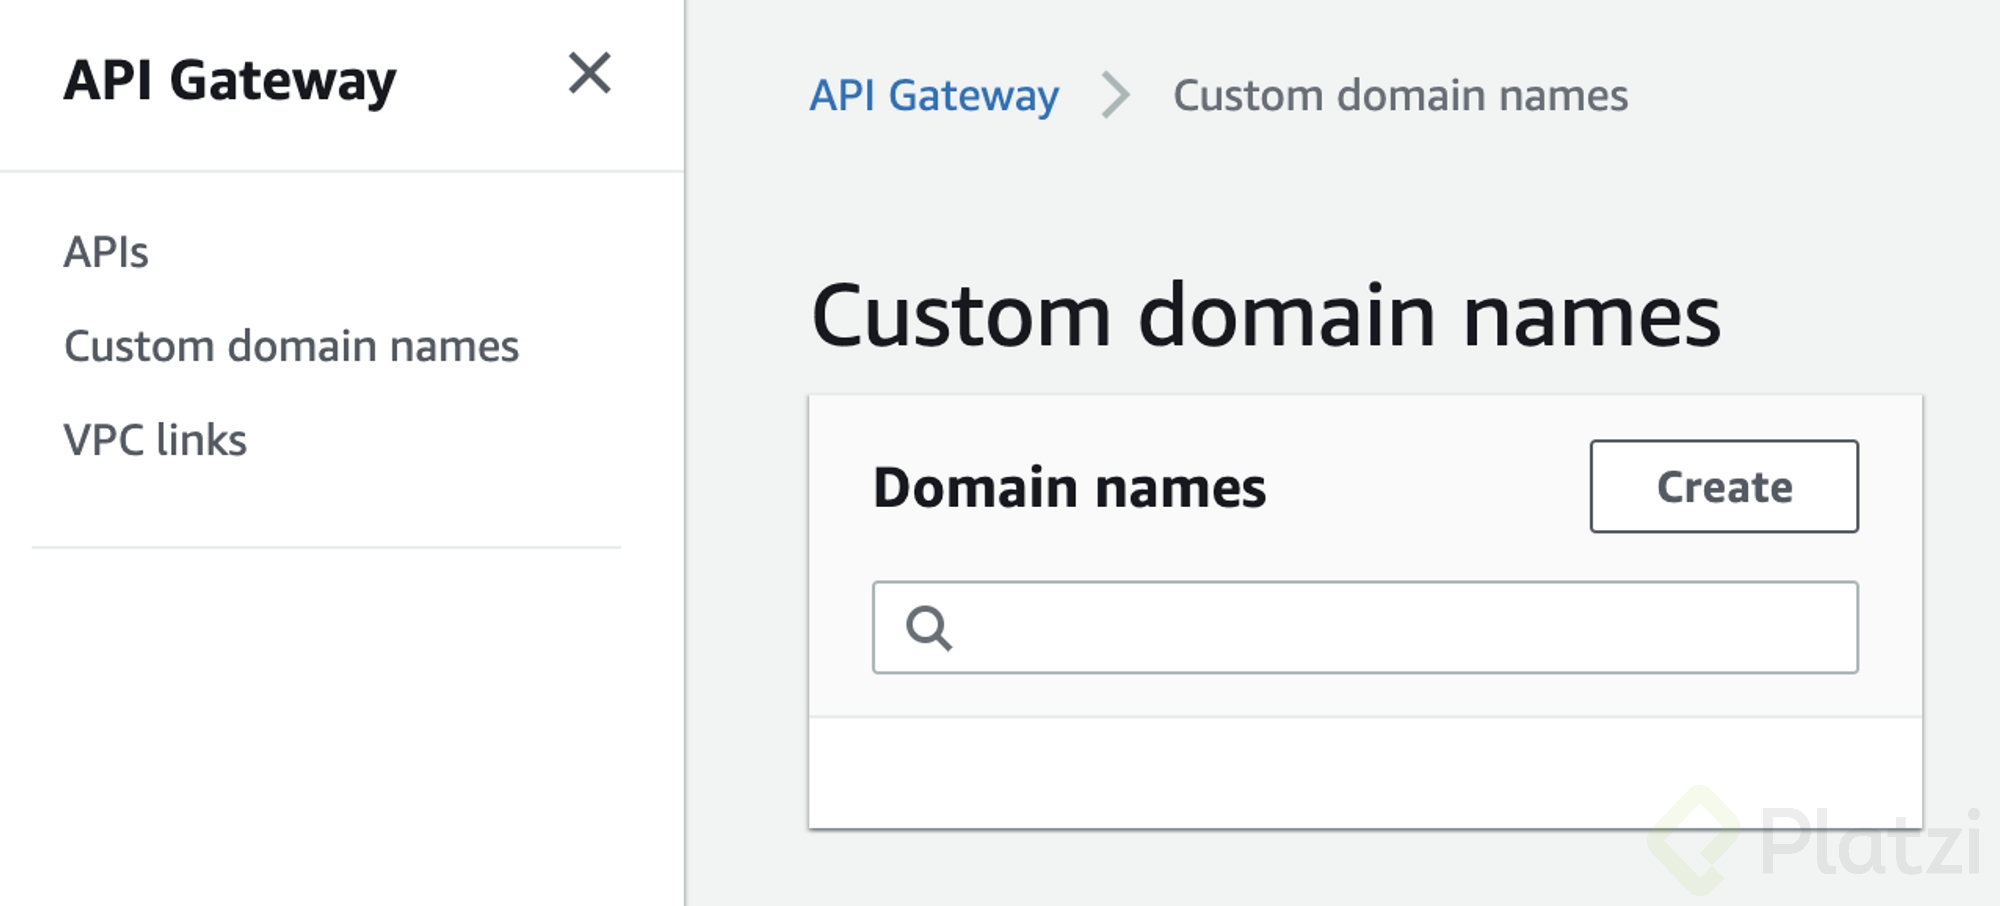 API Gateway
APIs
Custom domain names
VPC links
API Gateway > Custom domain names
Custom domain names
Domain names
Create
Platzi